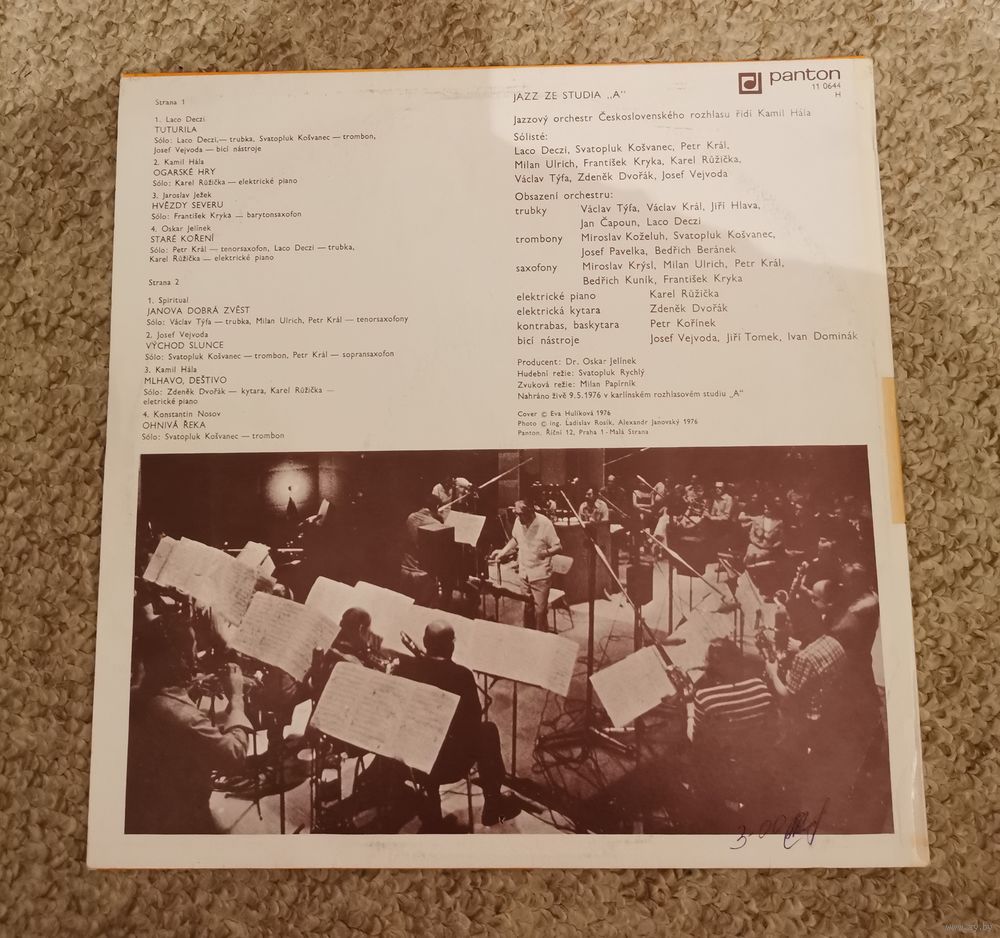 Strana 1
1. Laco Deczi
TUTURILA
Sólo: Laco Deczi,— trubka, Svatopluk Košvanec — trombon,
Josef Vejvoda — bicí nástroje
2. Kamil Hála
OGARSKÉ HRY
Sólo: Karel Růžička — elektrické piano
3. Jaroslav Ježek
HVĚZDY SEVERU
Sólo: František Kryka — barytonsaxofon
4. Oskar Jelínek
STARÉ KOŘENÍ
Sólo: Petr Král — tenorsaxofon, Laco Deczi — trubka,
Karel Růžička — elektrické piano
Strana 2
1. Spiritual
JANOVA DOBRÁ ZVĚST
Sólo: Václav Týfa — trubka, Milan Ulrich, Petr Král — tenorsaxofony
2. Josef Vejvoda
VÝCHOD SLUNCE
Sólo: Svatopluk Košvanec — trombon, Petr Král — sopransaxofon
3. Kamil Hála
MLHAVO, DEŠTIVO
Sólo: Zdeněk Dvořák — kytara, Karel Růžička —
eletrické piano
4. Konstantin Nosov
OHNIVÁ ŘEKA
Sólo: Svatopluk Košvanec — trombon
panton
11 0644
H
JAZZ ZE STUDIA „A"
Jazzový orchestr Československého rozhlasu řídí Kamil Hála
Sólisté:
Laco Deczi, Svatopluk Košvanec, Petr Král,
Milan Ulrich, František Kryka, Karel Růžička,
Václav Týfa, Zdeněk Dvořák, Josef Vejvoda
Obsazení orchestru:
trubky Václav Týfa, Václav Král, Jiří Hlava,
Jan Čapoun, Laco Deczi
trombony Miroslav Koželuh, Svatopluk Košvanec,
Josef Pavelka, Bedřich Beránek
saxofony Miroslav Krýsl, Milan Ulrich, Petr Král,
Bedřich Kuník, František Kryka
elektrické piano Karel Růžička
elektrická kytara Zdeněk Dvořák
kontrabas, baskytara Petr Kořínek
bicí nástroje Josef Vejvoda, Jiří Tomek, Ivan Dominák
Producent: Dr. Oskar Jelínek
Hudební režie: Svatopluk Rychlý
Zvuková režie: Milan Papírník
Nahráno živě 9.5.1976 v karlínském rozhlasovém studiu „A"
Cover © Eva Hulíková 1976
Photo © ing. Ladislav Rosík, Alexandr Janovský 1976
Panton, Říční 12, Praha 1 - Malá Strana
3-00
www.ay.by